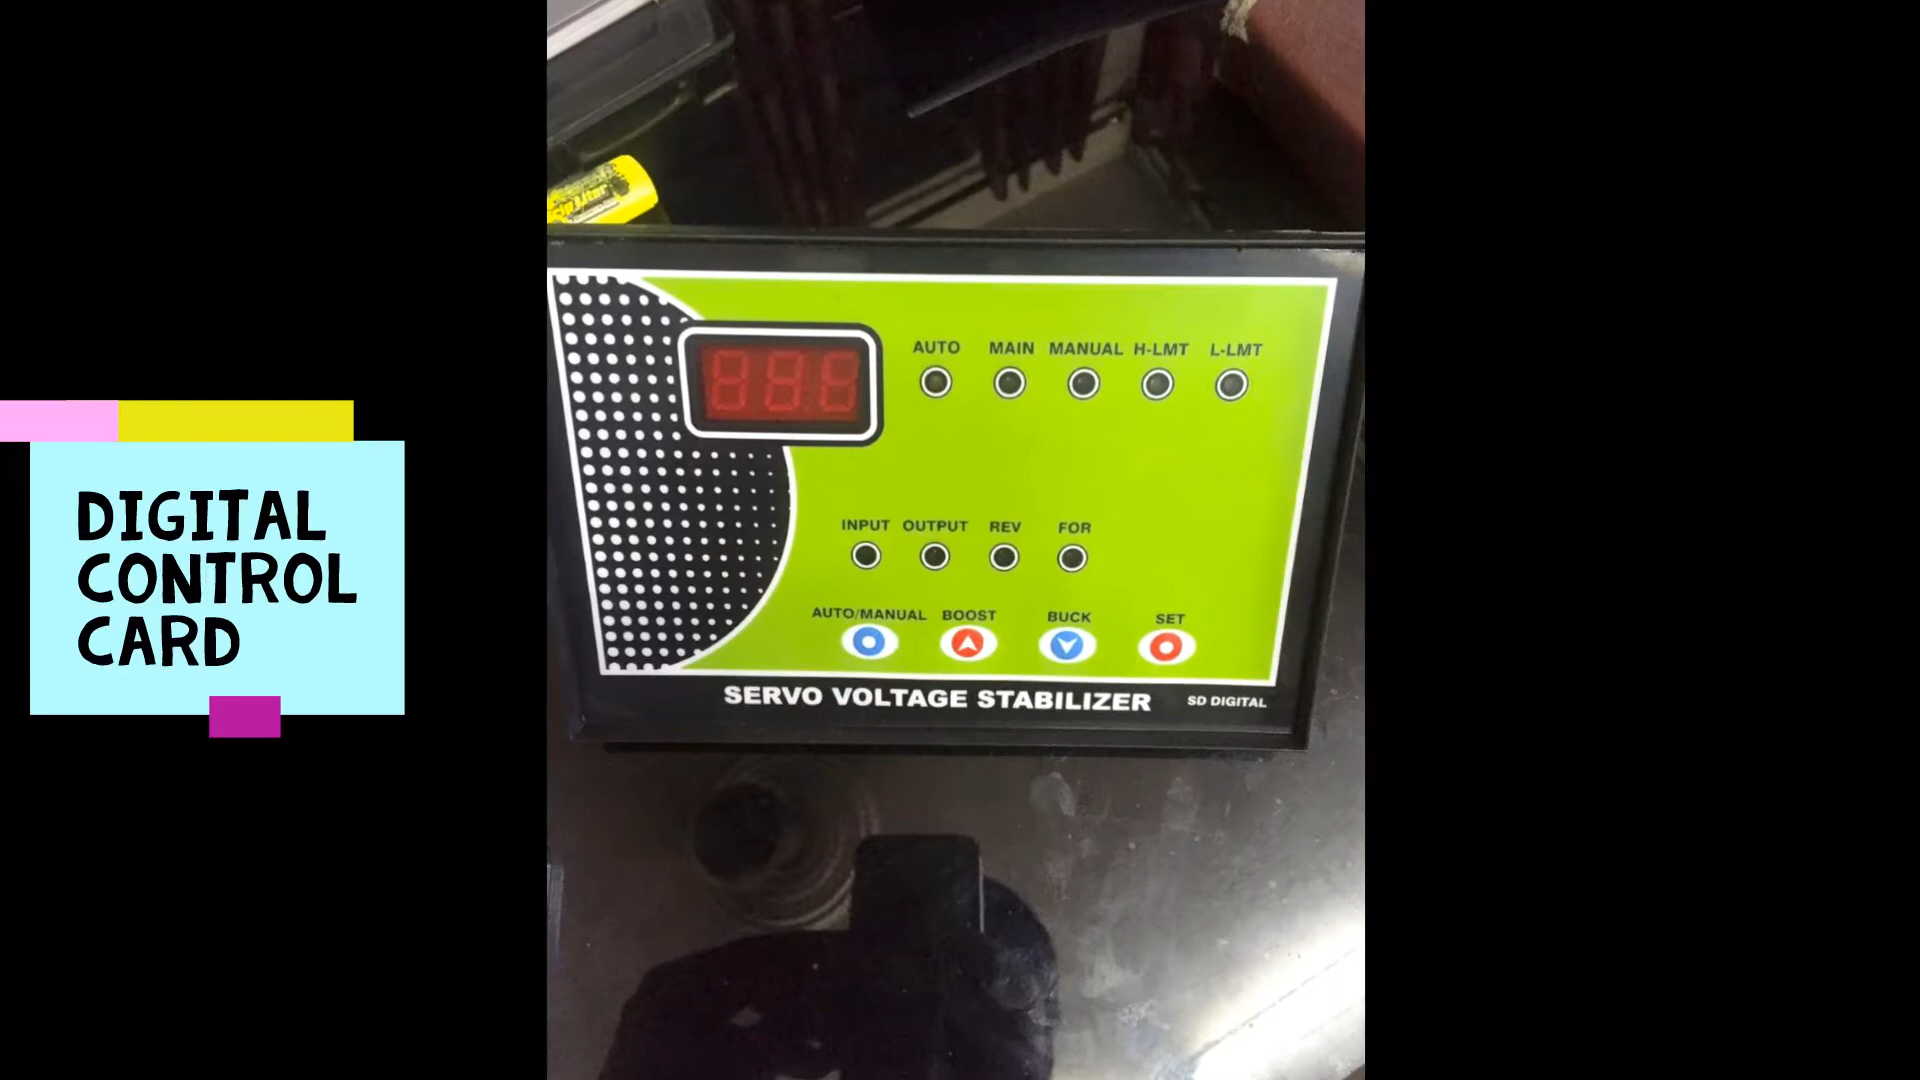 DIGITAL
CONTROL
CARD
AUTO MAIN MANUAL H-LMT L-LMT
INPUT OUTPUT REV FOR
AUTO/MANUAL BOOST BUCK SET
SERVO VOLTAGE STABILIZER SD DIGITAL